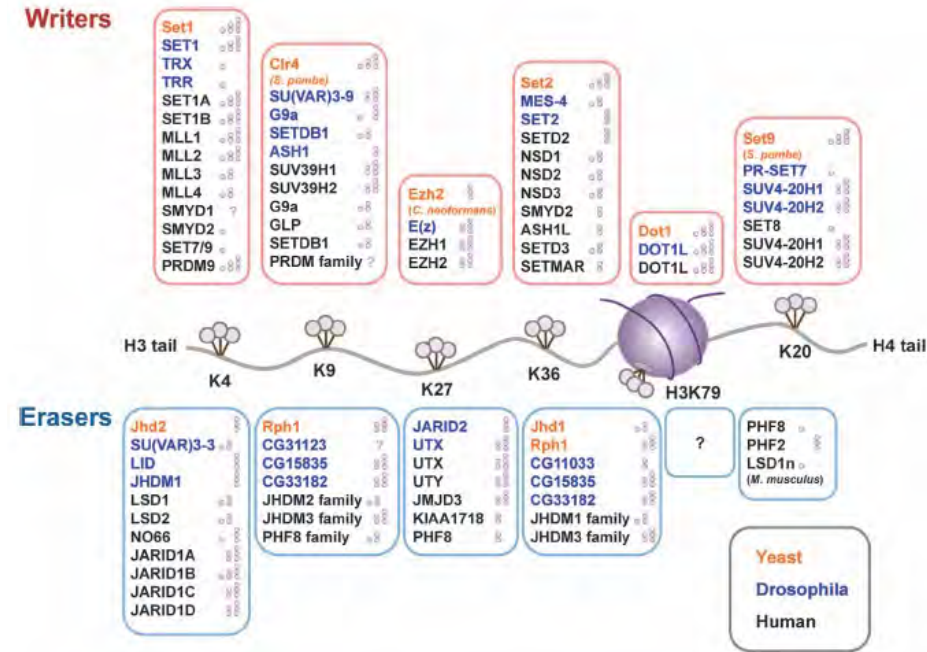 Writers
Set1
SET1
TRX
TRR
SET1A
SET1B
MLL1
MLL2
MLL3
MLL4
SMYD1 ?
SMYD2
SET7/9
PRDM9
Clr4
(S. pombe)
SU(VAR)3-9
G9a
SETDB1
ASH1
SUV39H1
SUV39H2
G9a
GLP
SETDB1
PRDM family ?
Ezh2
(C. neoformans)
E(z)
EZH1
EZH2
Set2
MES-4
SET2
SETD2
NSD1
NSD2
NSD3
SMYD2
ASH1L
SETD3
SETMAR
Dot1
DOT1L
DOT1L
Set9
(S. pombe)
PR-SET7
SUV4-20H1
SUV4-20H2
SET8
SUV4-20H1
SUV4-20H2
H3 tail
K4
K9
K27
K36
H3K79
K20
H4 tail
Erasers
Jhd2
SU(VAR)3-3
LID
JHDM1
LSD1
LSD2
NO66
JARID1A
JARID1B
JARID1C
JARID1D
Rph1
CG31123 ?
CG15835
CG33182
JHDM2 family
JHDM3 family
PHF8 family
JARID2
UTX
UTX
UTY
JMJD3
KIAA1718
PHF8
Jhd1
Rph1
CG11033
CG15835
CG33182
JHDM1 family
JHDM3 family
?
PHF8
PHF2
LSD1n
(M. musculus)
Yeast
Drosophila
Human